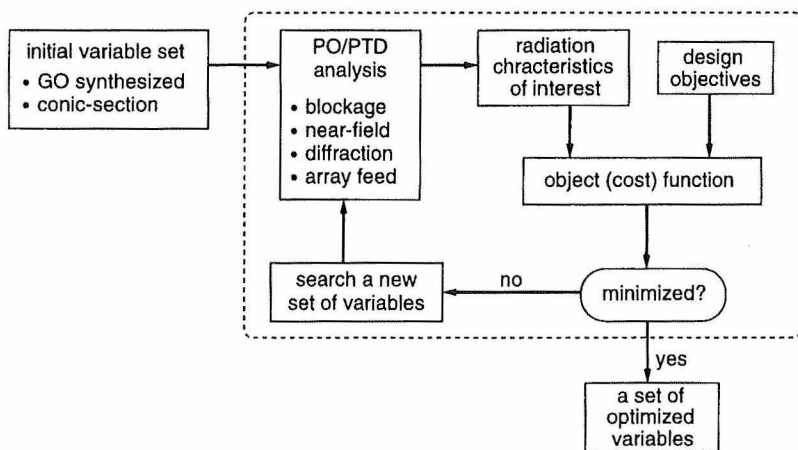 initial variable set
• GO synthesized
• conic-section
PO/PTD
analysis
• blockage
• near-field
• diffraction
• array feed
radiation
chracteristics
of interest
design
objectives
object (cost) function
minimized?
no
search a new
set of variables
yes
a set of
optimized
variables